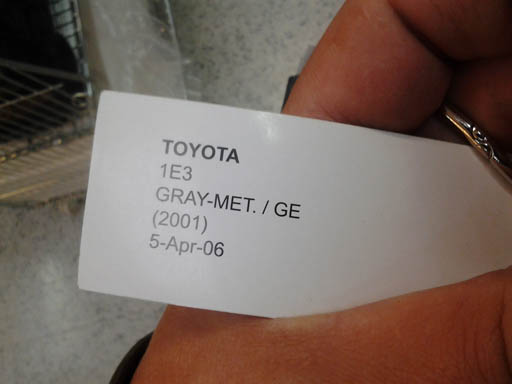 TOYOTA
1E3
GRAY-MET. / GE
(2001)
5-Apr-06